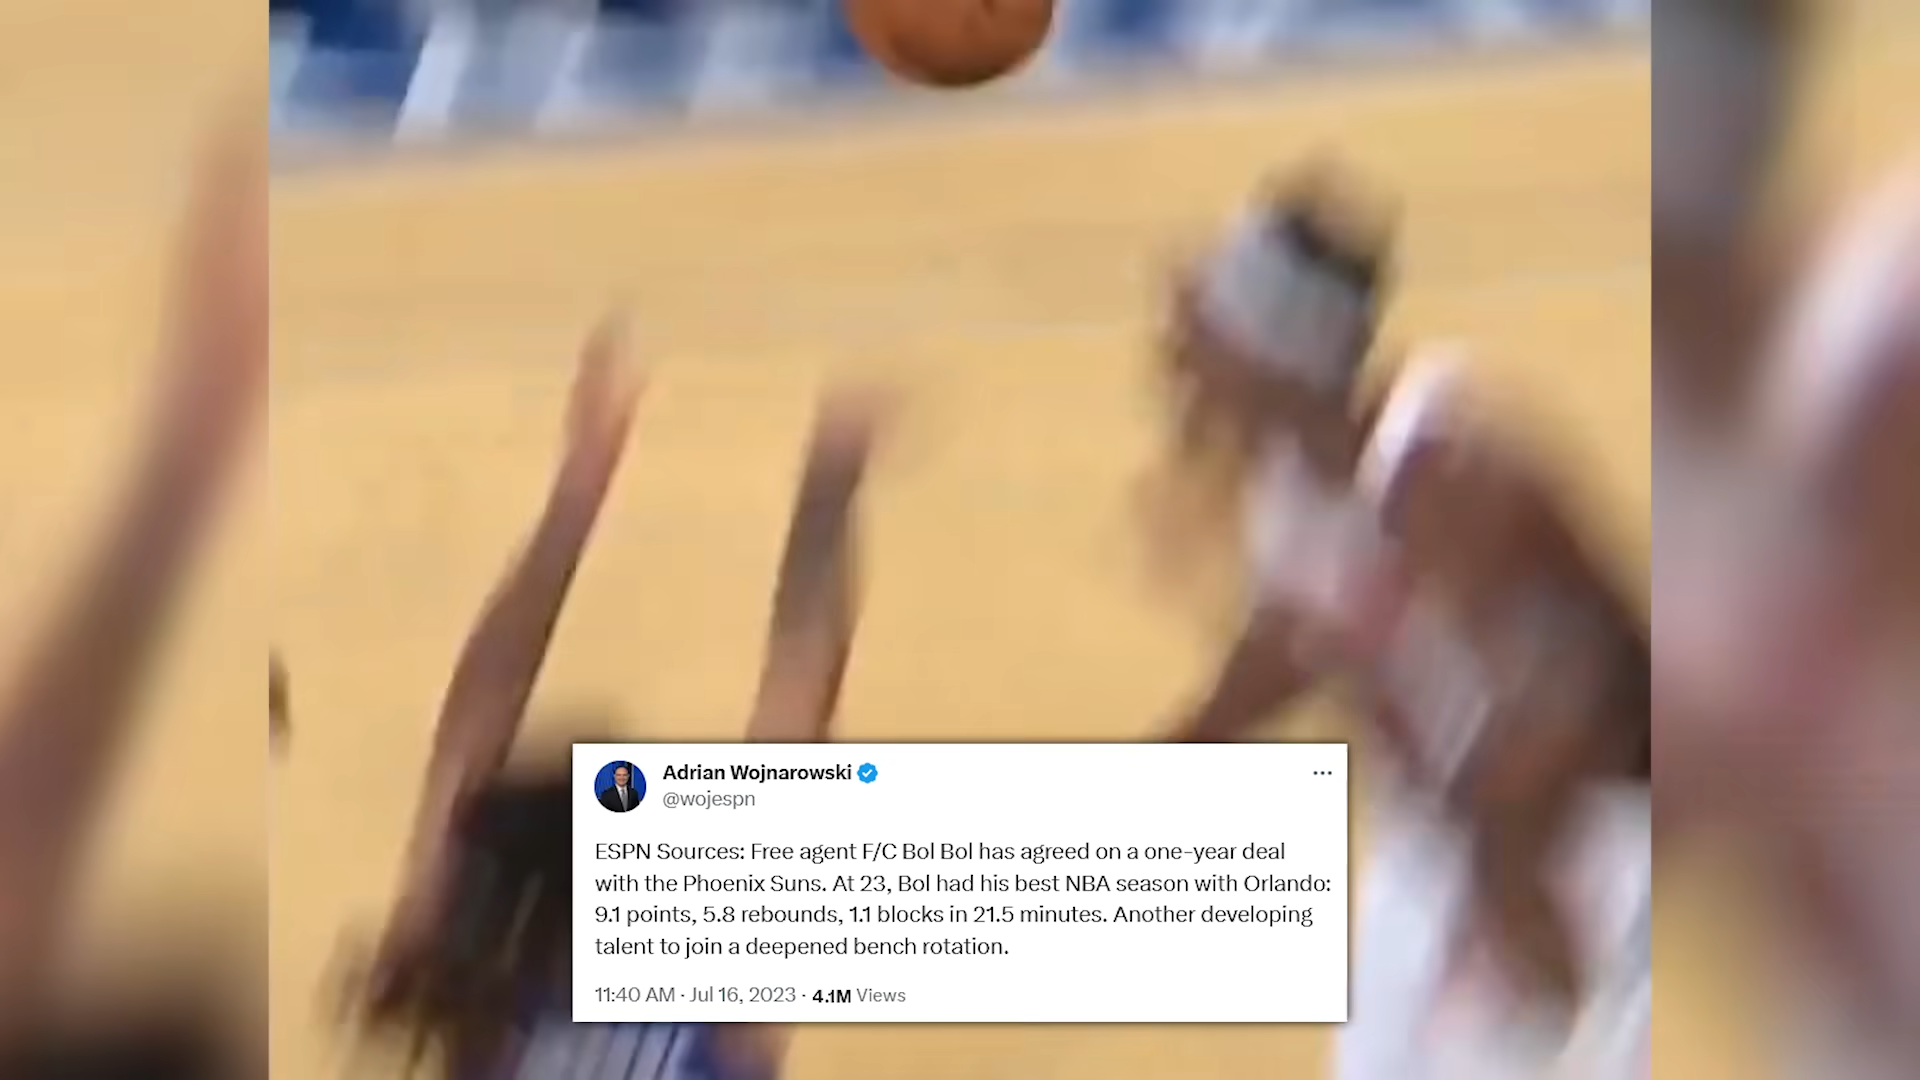 Adrian Wojnarowski
@wojespn
ESPN Sources: Free agent F/C Bol Bol has agreed on a one-year deal
with the Phoenix Suns. At 23, Bol had his best NBA season with Orlando:
9.1 points, 5.8 rebounds, 1.1 blocks in 21.5 minutes. Another developing
talent to join a deepened bench rotation.
11:40 AM · Jul 16, 2023 · 4.1M Views